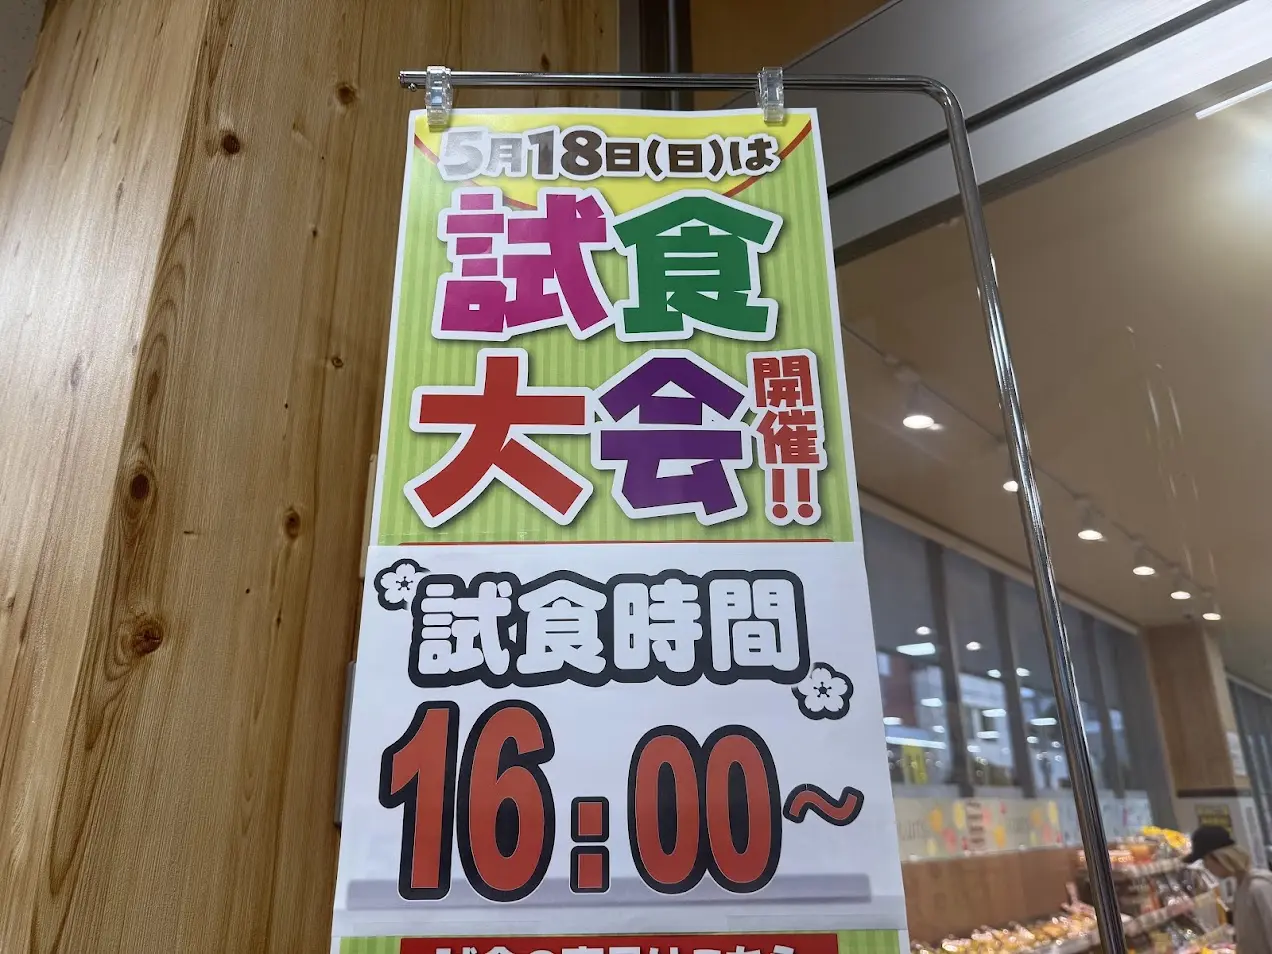 5月18日(日)は
試食
大会
開催!!
試食時間
16:00~